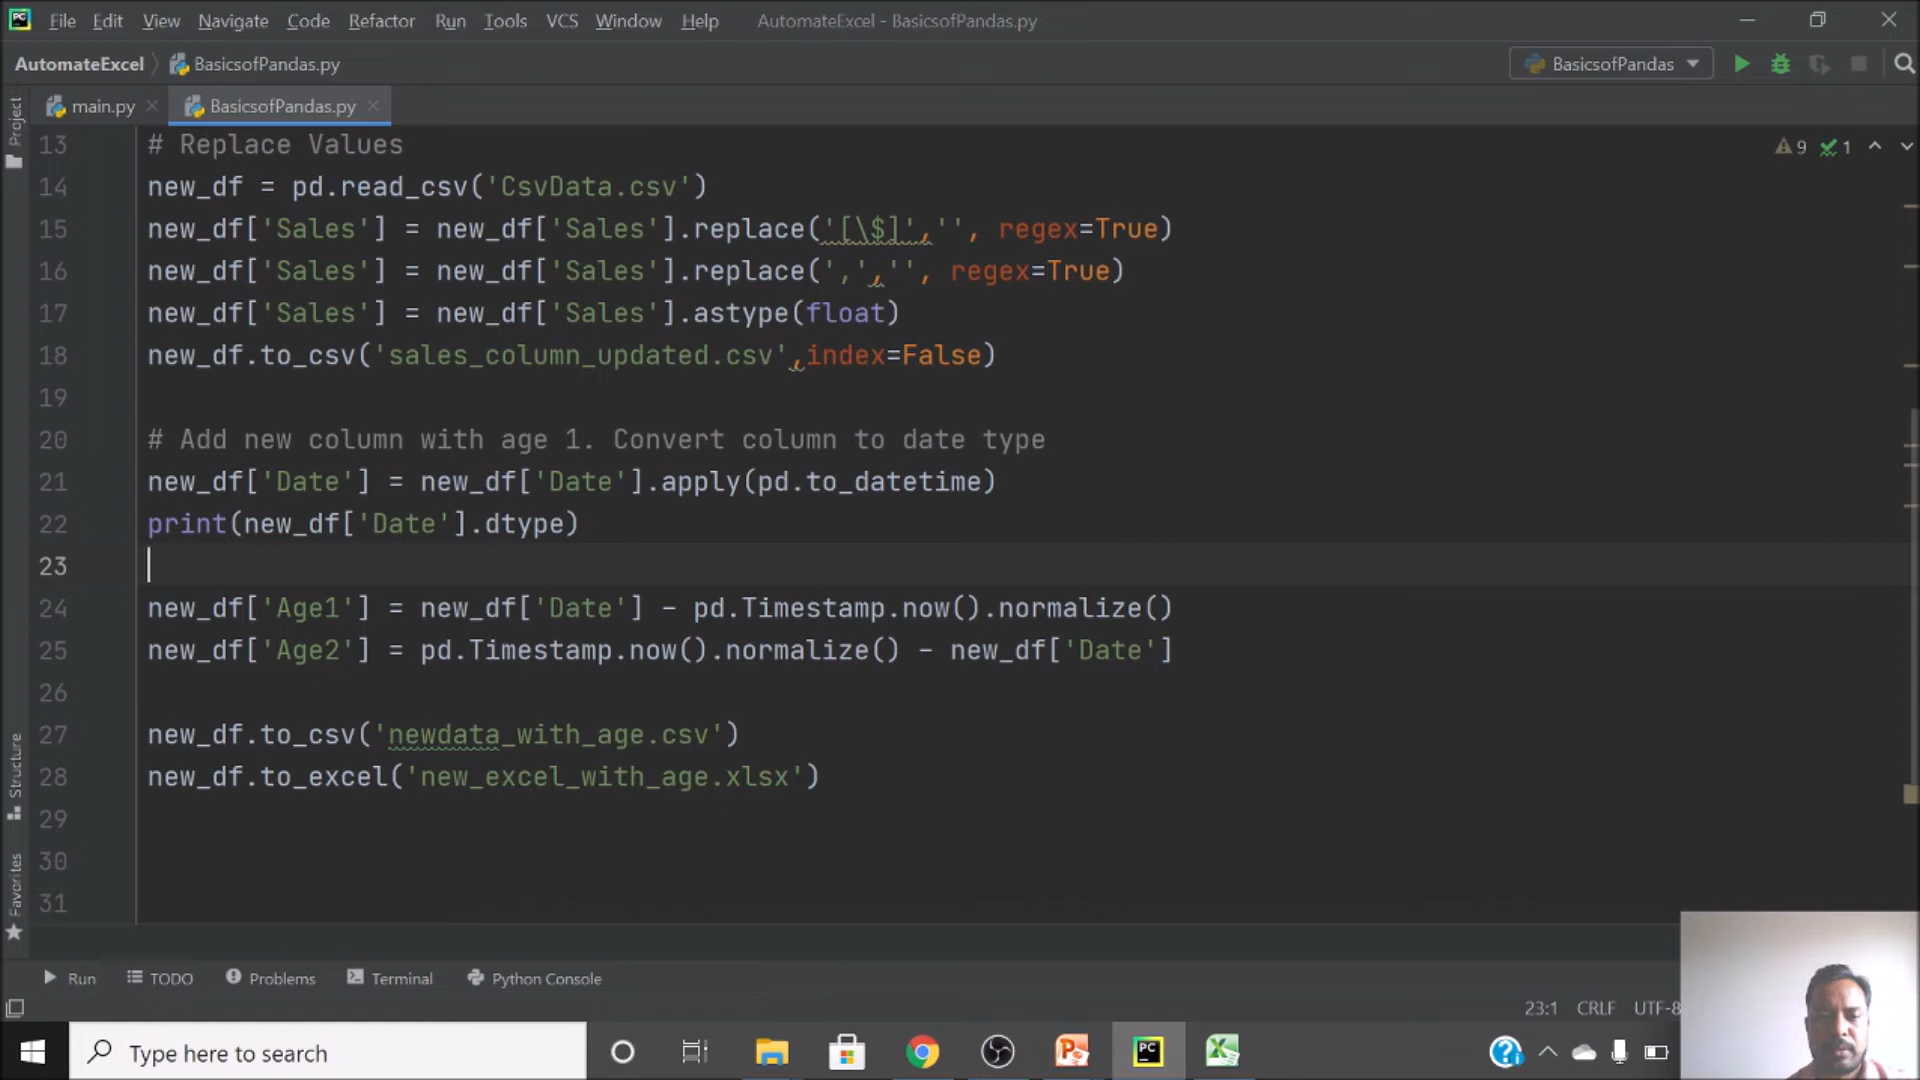 File Edit View Navigate Code Refactor Run Tools VCS Window Help AutomateExcel - BasicsofPandas.py
AutomateExcel BasicsofPandas.py BasicsofPandas
main.py BasicsofPandas.py
Project
13 # Replace Values 9 1
14 new_df = pd.read_csv('CsvData.csv')
15 new_df['Sales'] = new_df['Sales'].replace('[\$]','', regex=True)
16 new_df['Sales'] = new_df['Sales'].replace(',','', regex=True)
17 new_df['Sales'] = new_df['Sales'].astype(float)
18 new_df.to_csv('sales_column_updated.csv',index=False)
19
20 # Add new column with age 1. Convert column to date type
21 new_df['Date'] = new_df['Date'].apply(pd.to_datetime)
22 print(new_df['Date'].dtype)
23
24 new_df['Age1'] = new_df['Date'] - pd.Timestamp.now().normalize()
25 new_df['Age2'] = pd.Timestamp.now().normalize() - new_df['Date']
26
27 new_df.to_csv('newdata_with_age.csv')
28 new_df.to_excel('new_excel_with_age.xlsx')
29
30
31
Structure
Favorites
Run TODO Problems Terminal Python Console
23:1 CRLF UTF-8
Type here to search